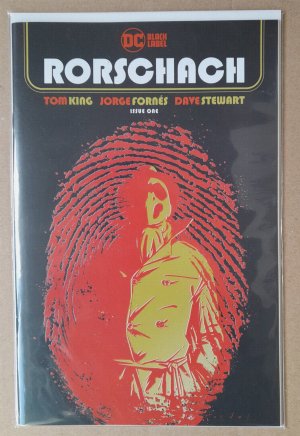 DC BLACK LABEL
RORSCHACH
TOM KING JORGE FORNÉS DAVE STEWART
ISSUE ONE